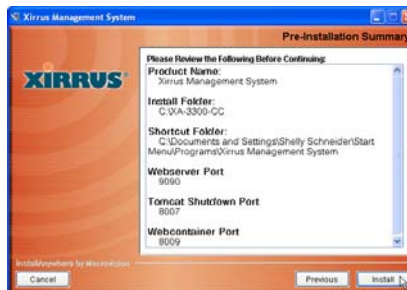 Xirrus Management System
Pre-Installation Summary
XIRRUS
Please Review the Following Before Continuing:
Product Name:
Xirrus Management System
Install Folder:
C:\XA-3300-CC
Shortcut Folder:
C:\Documents and Settings\Shelly Schneider\Start
Menu\Programs\Xirrus Management System
Webserver Port
9090
Tomcat Shutdown Port
8007
Webcontainer Port
8009
InstallAnywhere by Macrovision
Cancel
Previous
Install